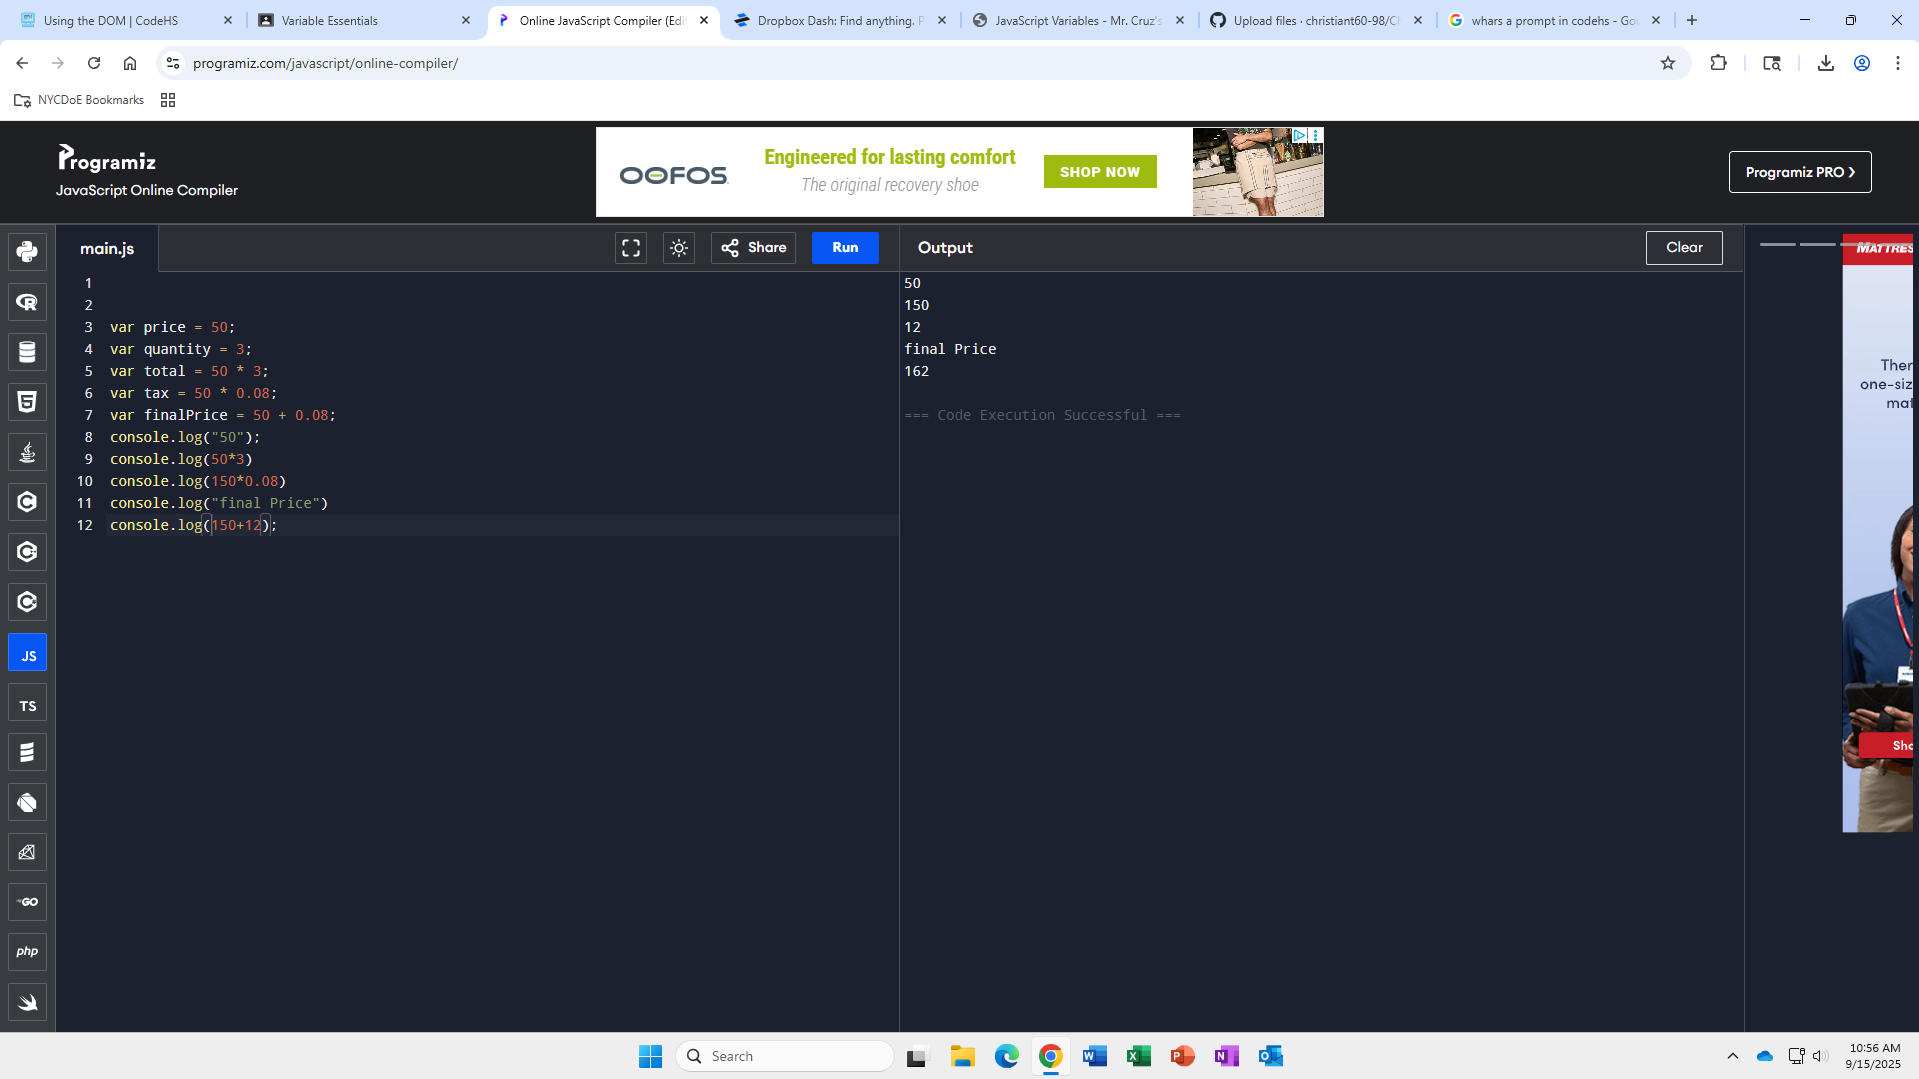 Using the DOM | CodeHS
Variable Essentials
Online JavaScript Compiler (Edi
Dropbox Dash: Find anything. P
JavaScript Variables - Mr. Cruz's
Upload files · christiant60-98/Ch
whars a prompt in codehs - Goo
programiz.com/javascript/online-compiler/
NYCDoE Bookmarks
Programiz
JavaScript Online Compiler
OOFOS
Engineered for lasting comfort
The original recovery shoe
SHOP NOW
Programiz PRO ❯
main.js
Share
Run
Output
Clear
1
2
3 var price = 50;
4 var quantity = 3;
5 var total = 50 * 3;
6 var tax = 50 * 0.08;
7 var finalPrice = 50 + 0.08;
8 console.log("50");
9 console.log(50*3)
10 console.log(150*0.08)
11 console.log("final Price")
12 console.log(150+12);
50
150
12
final Price
162
=== Code Execution Successful ===
MATTRES
Ther
one-siz
mat
Sho
JS
TS
GO
php
Search
10:56 AM
9/15/2025